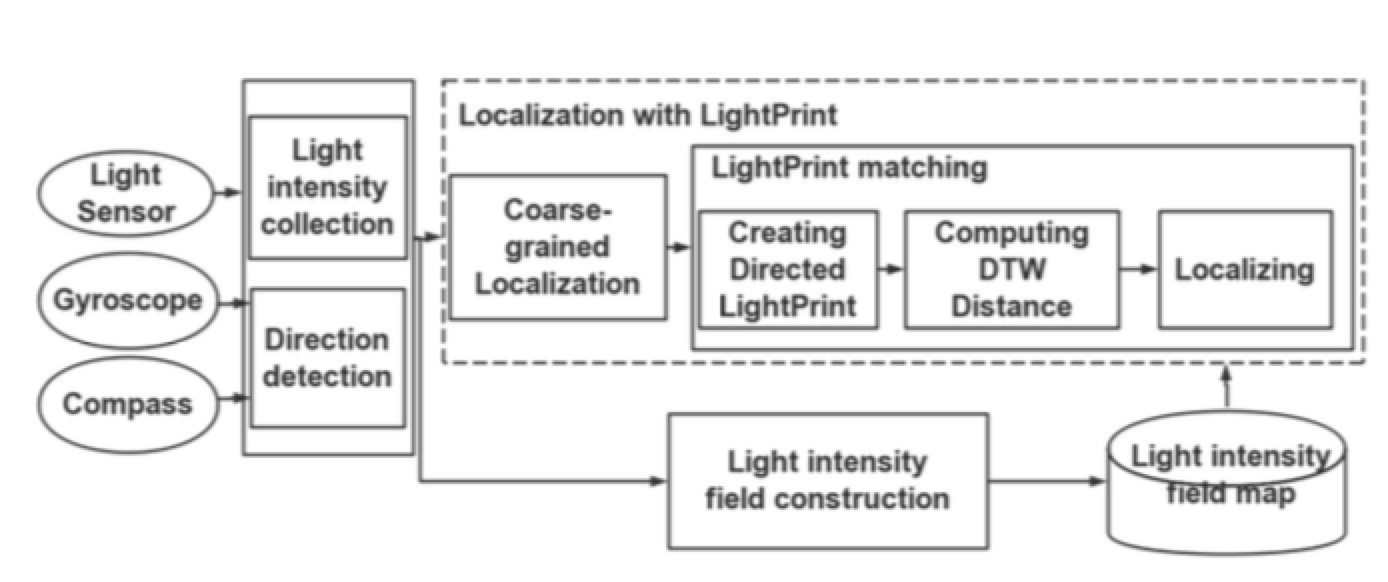 Light
Sensor
Gyroscope
Compass
Light
intensity
collection
Direction
detection
Localization with LightPrint
Coarse-
grained
Localization
LightPrint matching
Creating
Directed
LightPrint
Computing
DTW
Distance
Localizing
Light intensity
field construction
Light intensity
field map